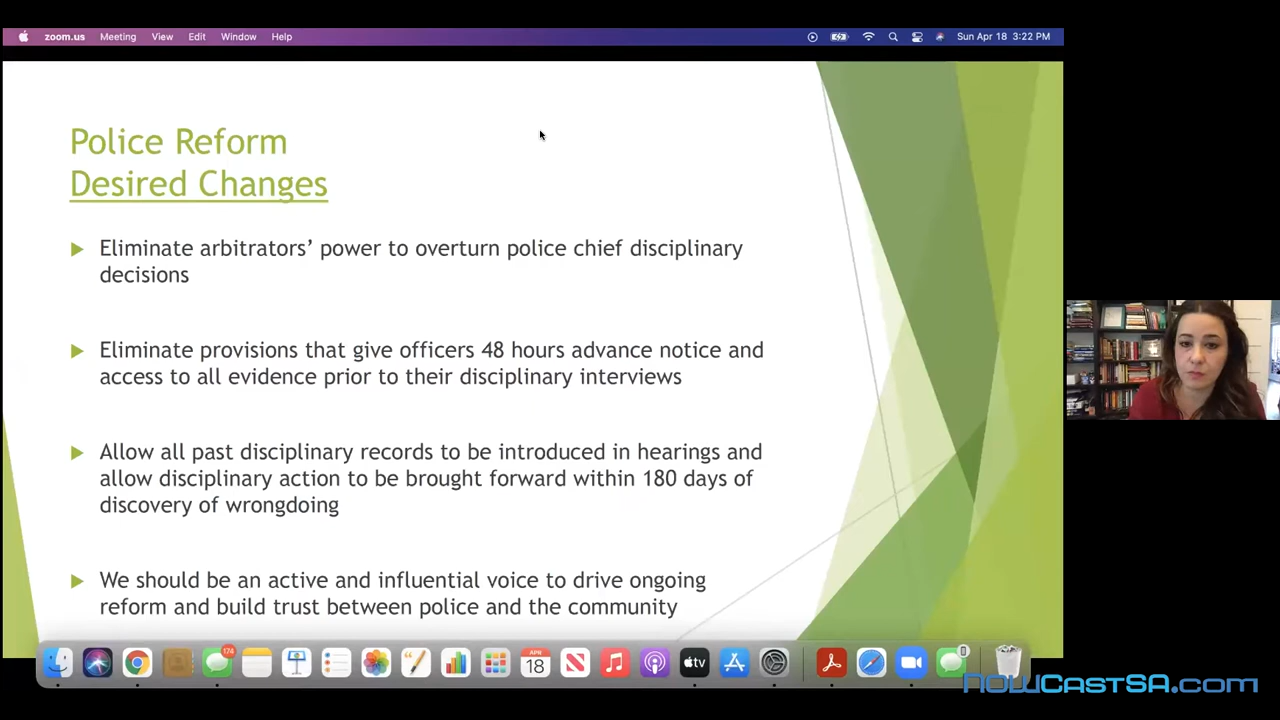 zoom.us Meeting View Edit Window Help Sun Apr 18 3:22 PM
Police Reform
Desired Changes
Eliminate arbitrators' power to overturn police chief disciplinary
decisions
Eliminate provisions that give officers 48 hours advance notice and
access to all evidence prior to their disciplinary interviews
Allow all past disciplinary records to be introduced in hearings and
allow disciplinary action to be brought forward within 180 days of
discovery of wrongdoing
We should be an active and influential voice to drive ongoing
reform and build trust between police and the community
174
APR
18
tv
NOWCastSA.com